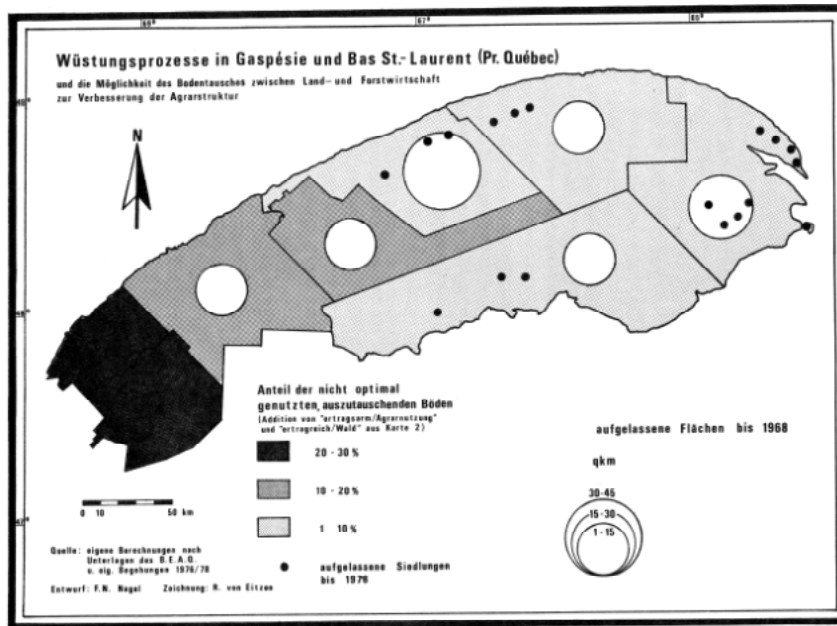 68°
67°
65°
Wüstungsprozesse in Gaspésie und Bas St.-Laurent (Pr. Québec)
und die Möglichkeit des Bodentausches zwischen Land- und Forstwirtschaft
zur Verbesserung der Agrarstruktur
N
Anteil der nicht optimal
genutzten, auszutauschenden Böden
(Addition von "ertragsarm/Agrarnutzung"
und "ertragreich/Wald" aus Karte 2)
20 - 30 %
10 - 20 %
1 10 %
aufgelassene Siedlungen
bis 1976
aufgelassene Flächen bis 1968
qkm
30-45
15-30
1-15
0 10 50 km
Quelle: eigene Berechnungen nach
Unterlagen des B.E.A.Q.
u. eig. Begehungen 1976/78
Entwurf: F.N. Nagel Zeichnung: R. von Eitzen